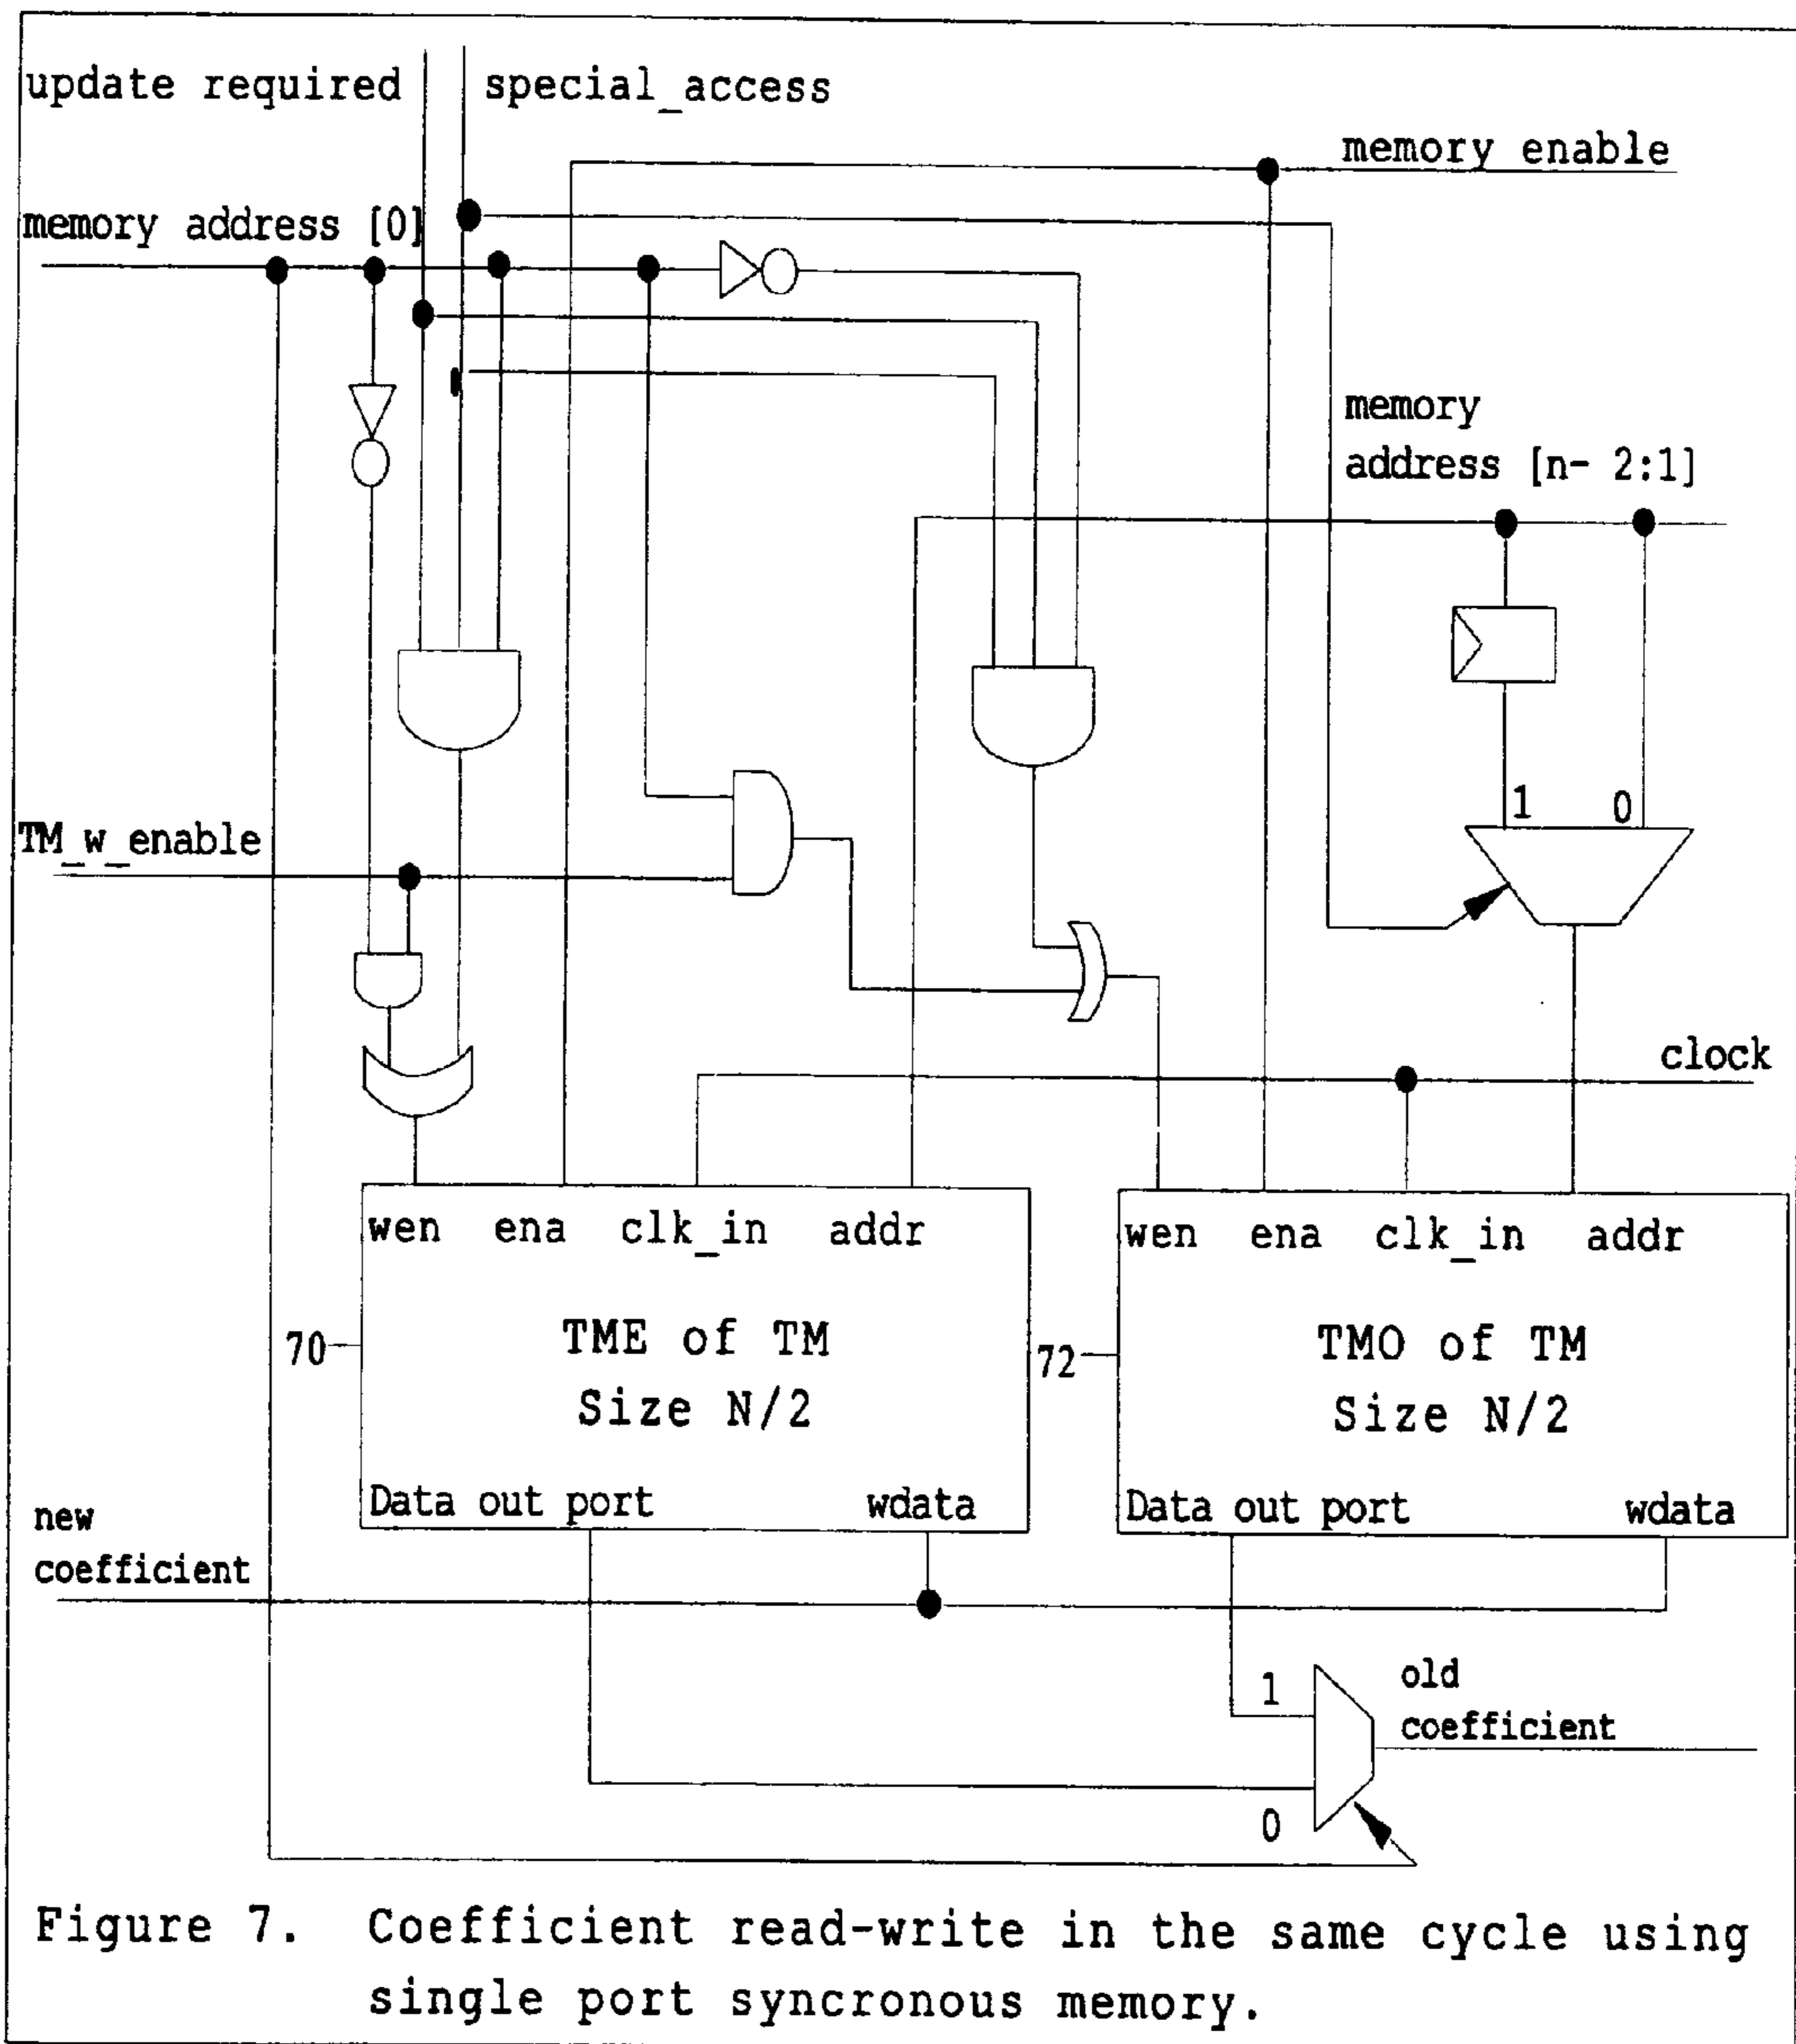 update required
special_access
memory enable
memory address [0]
memory
address [n- 2:1]
1
0
TM_w_enable
clock
wen ena clk_in addr
wen ena clk_in addr
70
TME of TM
Size N/2
72
TMO of TM
Size N/2
Data out port wdata
Data out port wdata
new
coefficient
1
old
coefficient
0
Figure 7. Coefficient read-write in the same cycle using
single port syncronous memory.